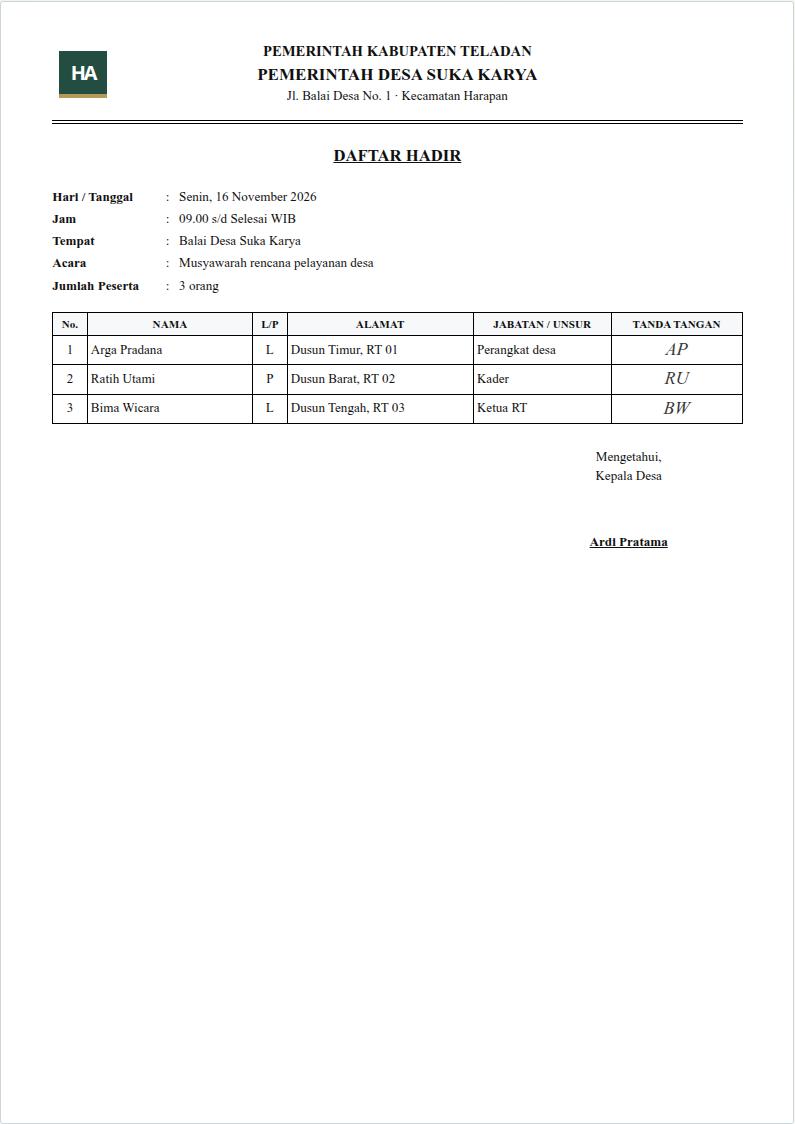 HA
PEMERINTAH KABUPATEN TELADAN
PEMERINTAH DESA SUKA KARYA
Jl. Balai Desa No. 1 · Kecamatan Harapan
DAFTAR HADIR
Hari / Tanggal : Senin, 16 November 2026
Jam : 09.00 s/d Selesai WIB
Tempat : Balai Desa Suka Karya
Acara : Musyawarah rencana pelayanan desa
Jumlah Peserta : 3 orang
No. NAMA L/P ALAMAT JABATAN / UNSUR TANDA TANGAN
1 Arga Pradana L Dusun Timur, RT 01 Perangkat desa AP
2 Ratih Utami P Dusun Barat, RT 02 Kader RU
3 Bima Wicara L Dusun Tengah, RT 03 Ketua RT BW
Mengetahui,
Kepala Desa
Ardi Pratama